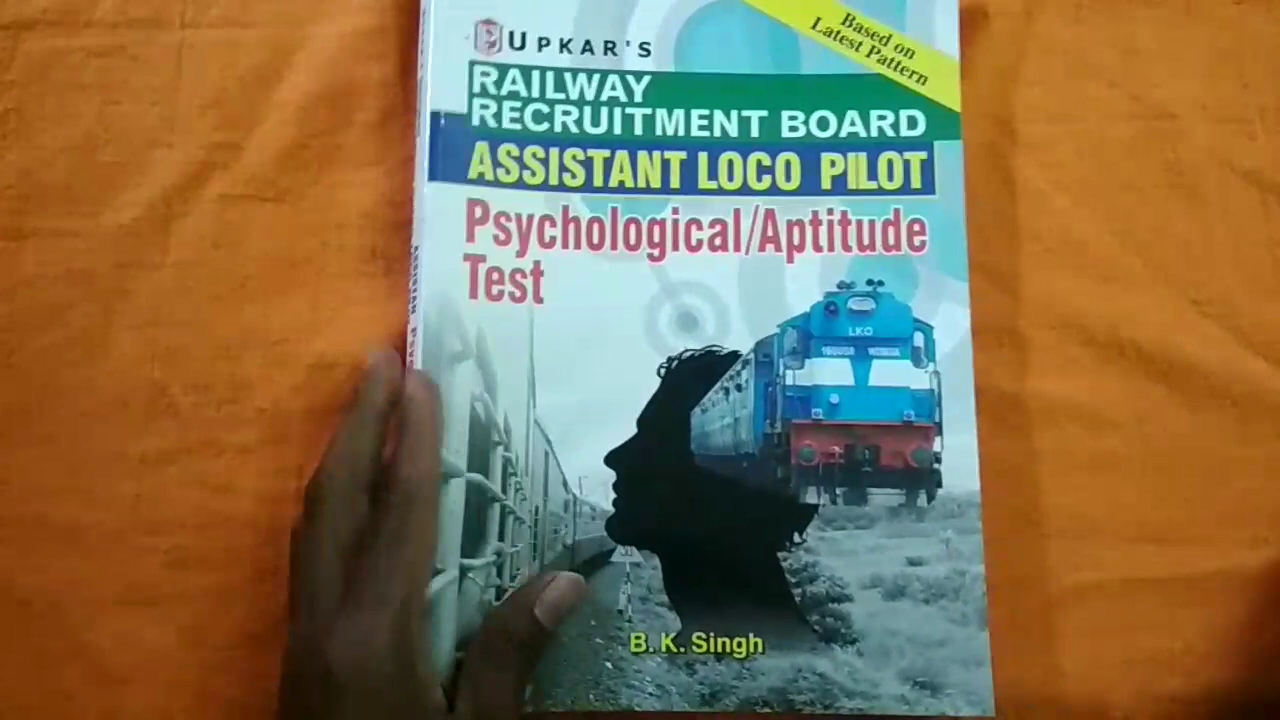 UPKAR'S
Based on
Latest Pattern
RAILWAY
RECRUITMENT BOARD
ASSISTANT LOCO PILOT
Psychological/Aptitude
Test
LKO
B. K. Singh